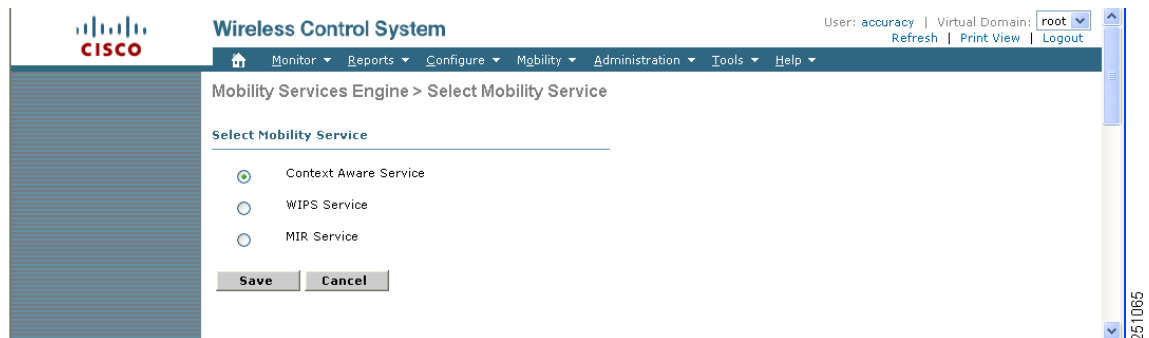 CISCO
Wireless Control System
User: accuracy | Virtual Domain: root
Refresh | Print View | Logout
Monitor Reports Configure Mobility Administration Tools Help
Mobility Services Engine > Select Mobility Service
Select Mobility Service
Context Aware Service
WIPS Service
MIR Service
Save Cancel
251065